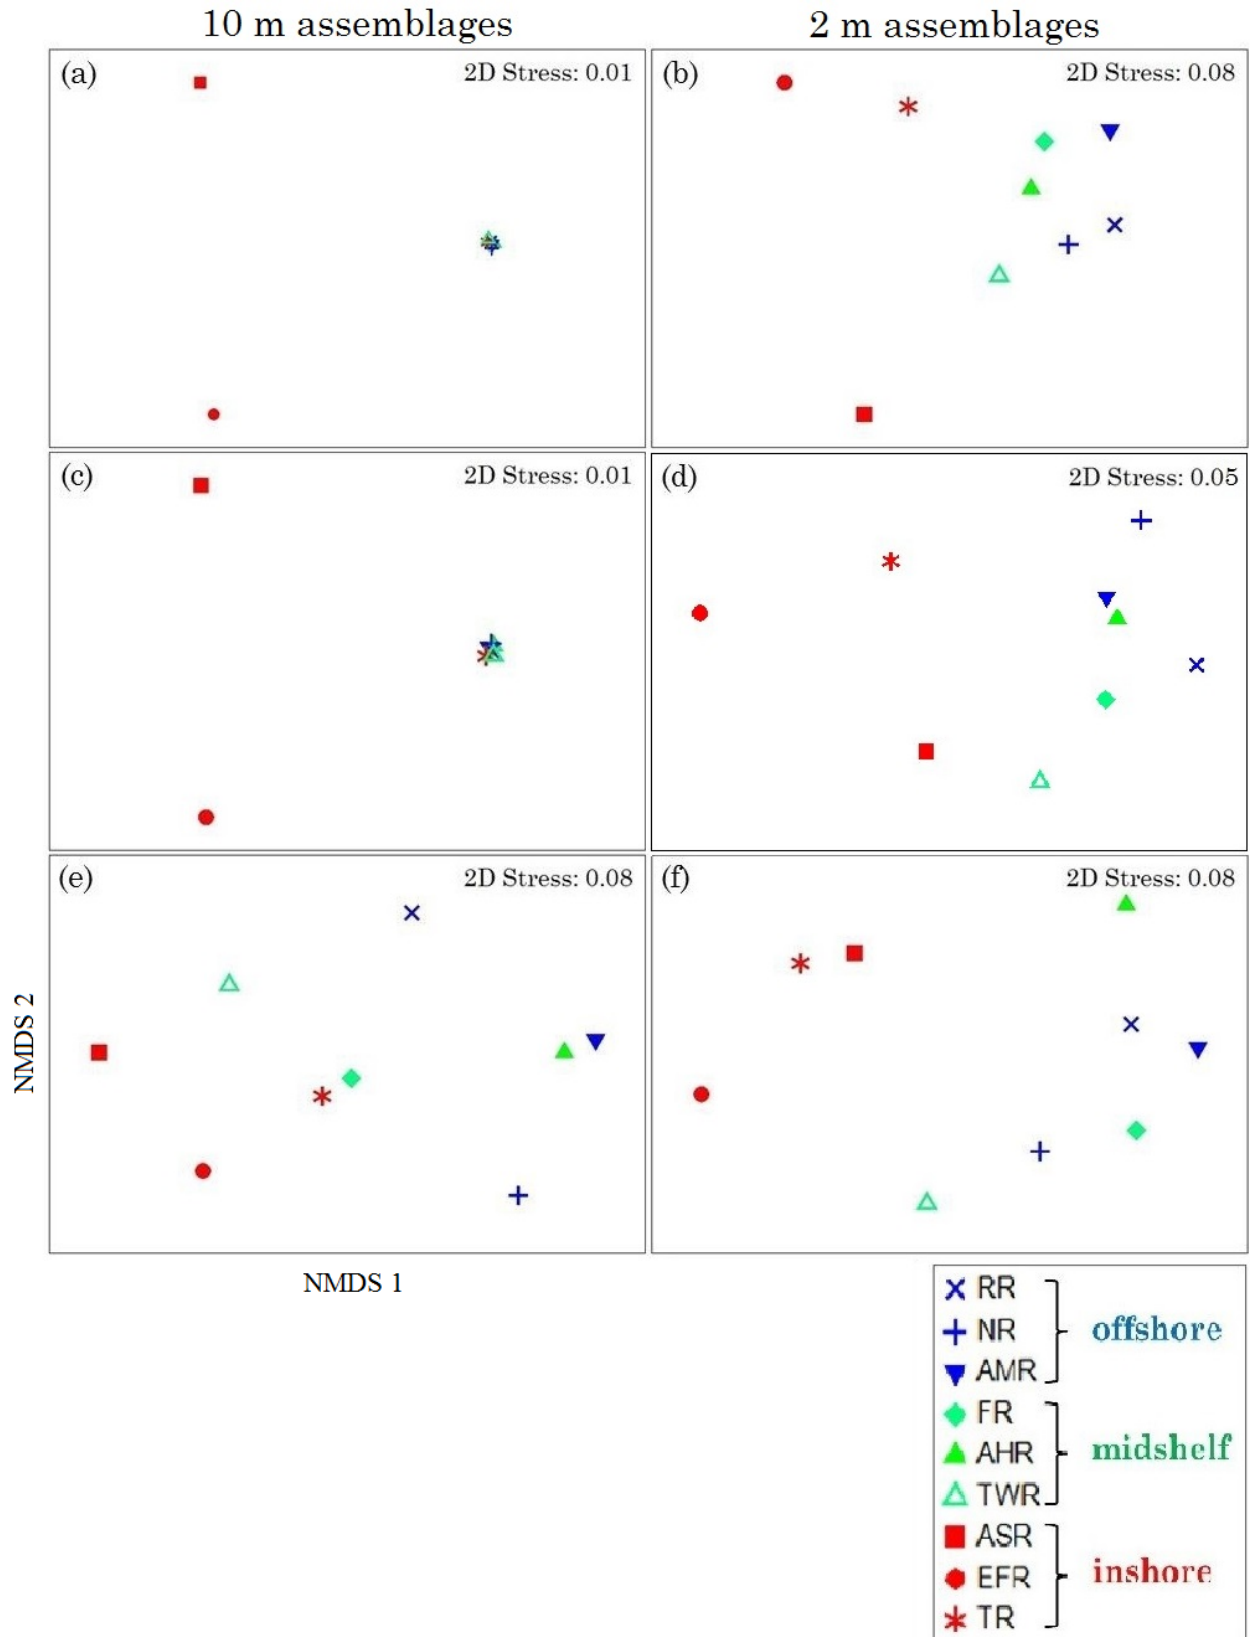 10 m assemblages
2 m assemblages
(a)
2D Stress: 0.01
(b)
2D Stress: 0.08
(c)
2D Stress: 0.01
(d)
2D Stress: 0.05
(e)
2D Stress: 0.08
(f)
2D Stress: 0.08
NMDS 2
NMDS 1
RR
NR
AMR
offshore
FR
AHR
TWR
midshelf
ASR
EFR
TR
inshore